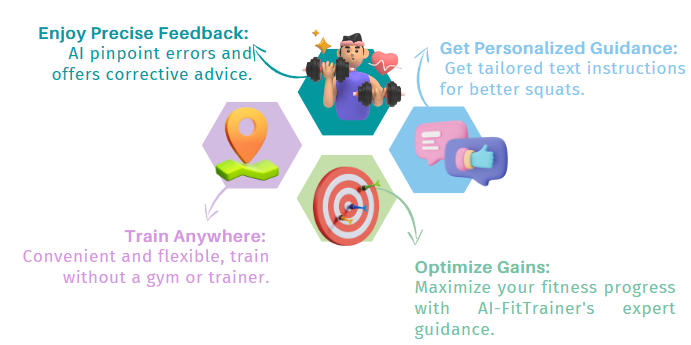 Enjoy Precise Feedback:
AI pinpoint errors and
offers corrective advice.
Get Personalized Guidance:
Get tailored text instructions
for better squats.
Train Anywhere:
Convenient and flexible, train
without a gym or trainer.
Optimize Gains:
Maximize your fitness progress
with AI-FitTrainer's expert
guidance.